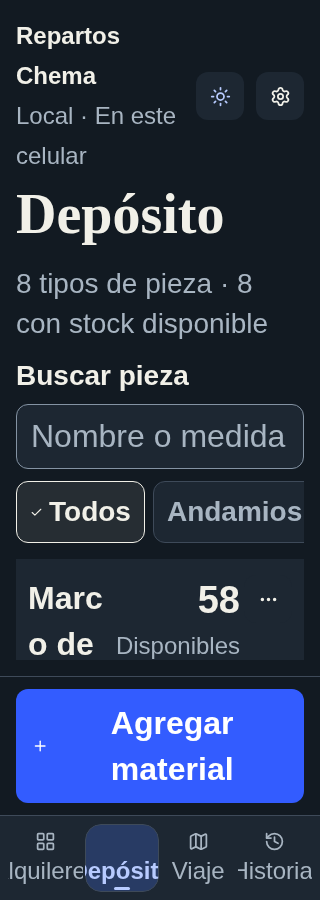 Repartos
Chema
Local · En este
celular
Depósito
8 tipos de pieza · 8
con stock disponible
Buscar pieza
Nombre o medida
Todos
Andamios
Marc
o de
58
Disponibles
Agregar
material
lquilere
epósit
Viaje
Historia